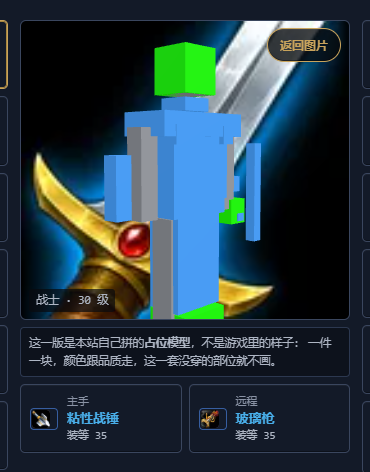 返回图片
战士 · 30 级
这一版是本站自己拼的占位模型，不是游戏里的样子： 一件
一块，颜色跟品质走，这一套没穿的部位就不画。
主手
粘性战锤
装等 35
远程
玻璃枪
装等 35